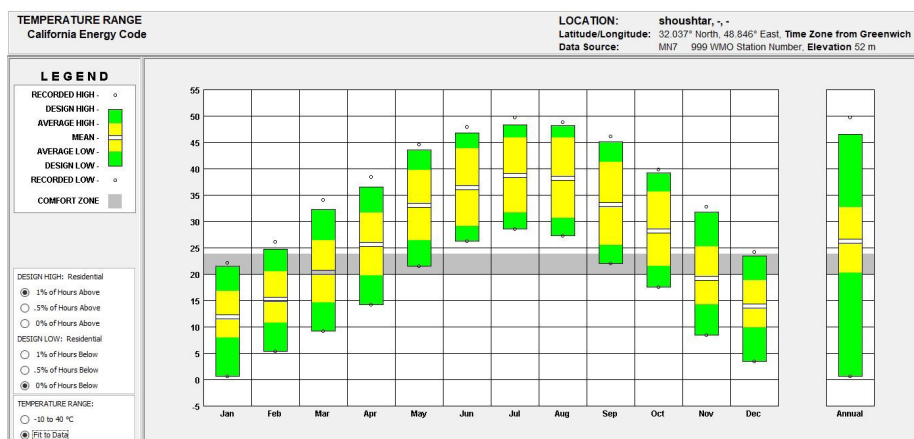 TEMPERATURE RANGE
California Energy Code
LOCATION: shoushtar, -, -
Latitude/Longitude: 32.037° North, 48.846° East, Time Zone from Greenwich
Data Source: MN7 999 WMO Station Number, Elevation 52 m
LEGEND
RECORDED HIGH -
DESIGN HIGH -
AVERAGE HIGH -
MEAN -
AVERAGE LOW -
DESIGN LOW -
RECORDED LOW -
COMFORT ZONE
DESIGN HIGH: Residential
1% of Hours Above
.5% of Hours Above
0% of Hours Above
DESIGN LOW: Residential
1% of Hours Below
.5% of Hours Below
0% of Hours Below
TEMPERATURE RANGE:
-10 to 40 °C
Fit to Data
55
50
45
40
35
30
25
20
15
10
5
0
-5
Jan Feb Mar Apr May Jun Jul Aug Sep Oct Nov Dec Annual